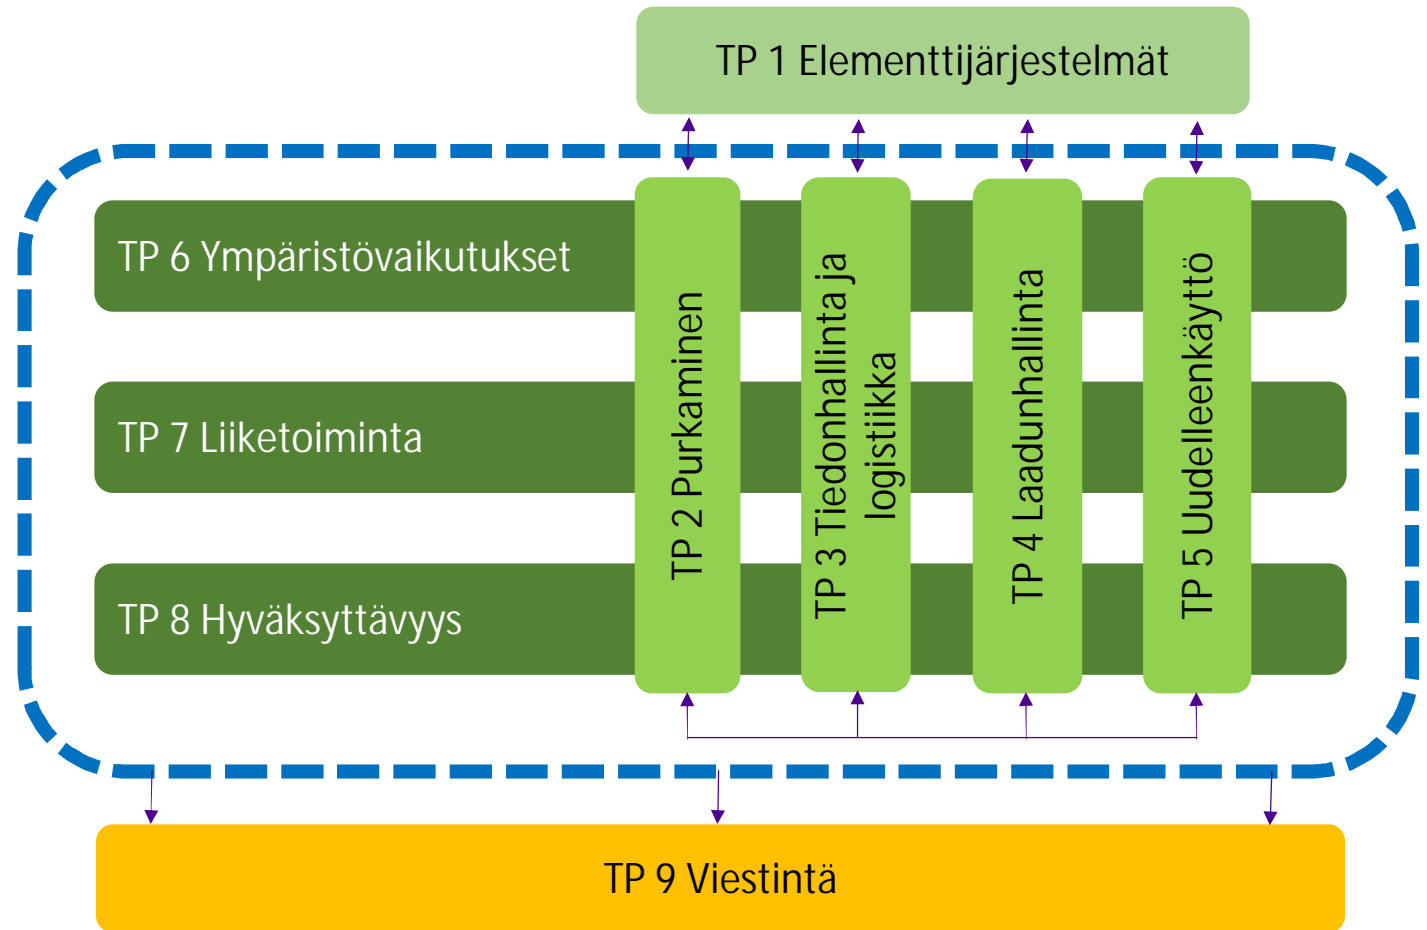 TP 1 Elementtijärjestelmät
TP 6 Ympäristövaikutukset
TP 7 Liiketoiminta
TP 8 Hyväksyttävyys
TP 2 Purkaminen
TP 3 Tiedonhallinta ja
logistiikka
TP 4 Laadunhallinta
TP 5 Uudelleenkäyttö
TP 9 Viestintä